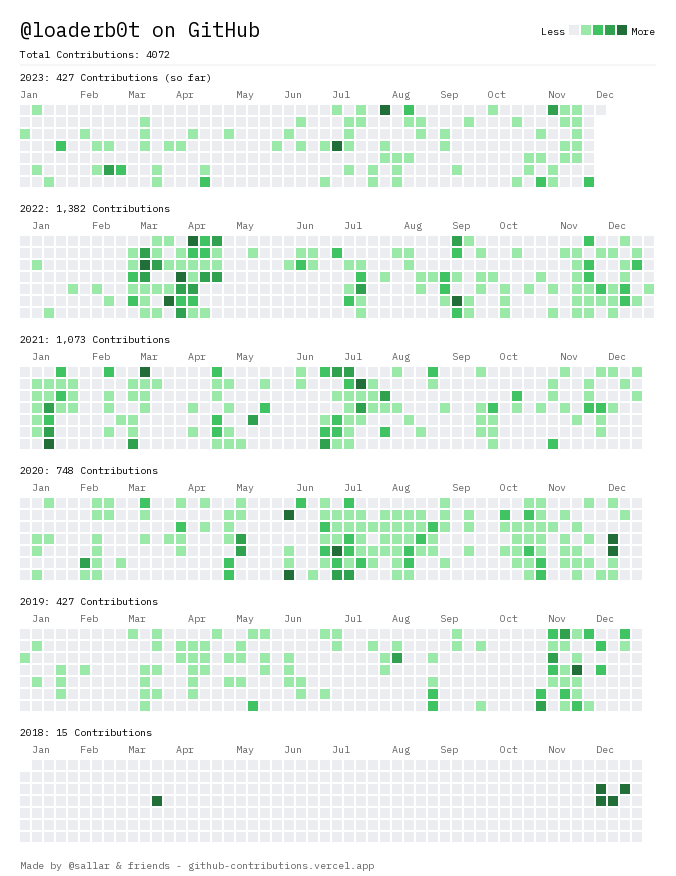 @loaderb0t on GitHub
Less More
Total Contributions: 4072
2023: 427 Contributions (so far)
Jan Feb Mar Apr May Jun Jul Aug Sep Oct Nov Dec
2022: 1,382 Contributions
Jan Feb Mar Apr May Jun Jul Aug Sep Oct Nov Dec
2021: 1,073 Contributions
Jan Feb Mar Apr May Jun Jul Aug Sep Oct Nov Dec
2020: 748 Contributions
Jan Feb Mar Apr May Jun Jul Aug Sep Oct Nov Dec
2019: 427 Contributions
Jan Feb Mar Apr May Jun Jul Aug Sep Oct Nov Dec
2018: 15 Contributions
Jan Feb Mar Apr May Jun Jul Aug Sep Oct Nov Dec
Made by @sallar & friends - github-contributions.vercel.app